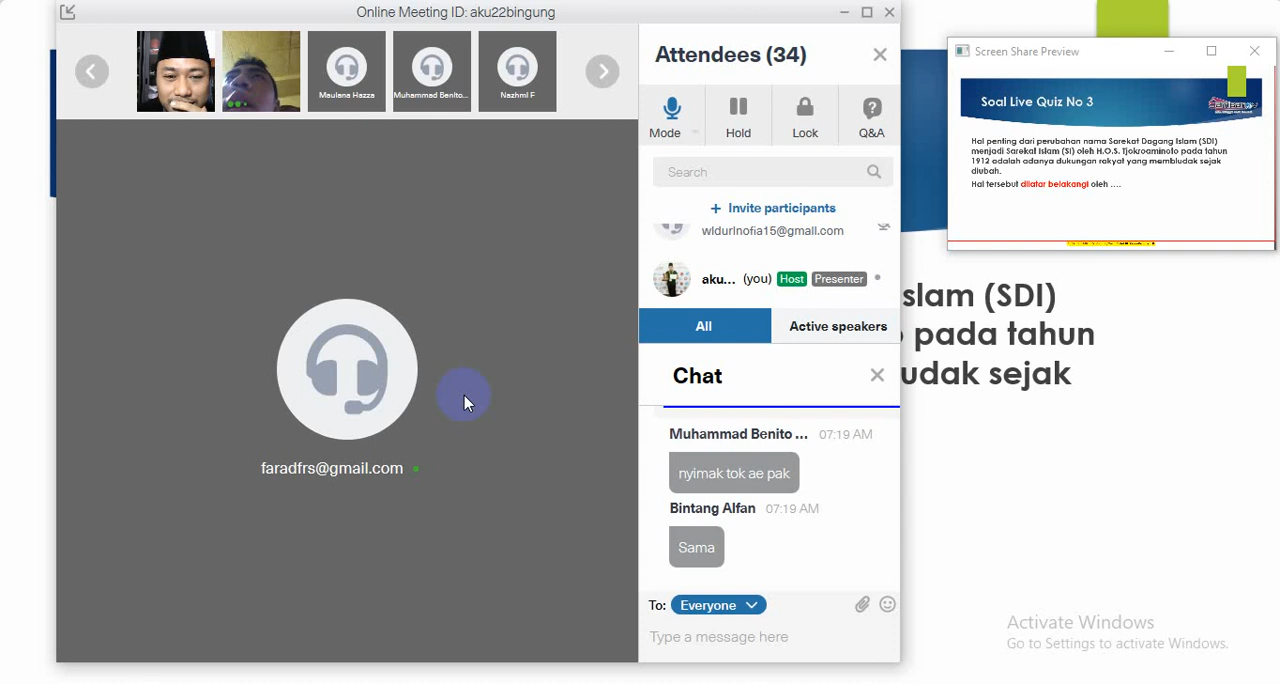 Online Meeting ID: aku22bingung
Maulana Hazza
Muhammad Benito...
Nazhmi F
faradfrs@gmail.com
Attendees (34)
Mode
Hold
Lock
Q&A
Search
+ Invite participants
wldurlnofia15@gmail.com
aku... (you) Host Presenter
All
Active speakers
Chat
Muhammad Benito ... 07:19 AM
nyimak tok ae pak
Bintang Alfan 07:19 AM
Sama
To: Everyone
Type a message here
Screen Share Preview
Soal Live Quiz No 3
Hal penting dari perubahan nama Sarekat Dagang Islam (SDI)
menjadi Sarekat Islam (SI) oleh H.O.S. Tjokroaminoto pada tahun
1912 adalah adanya dukungan rakyat yang membludak sejak
diubah.
Hal tersebut dilatar belakangi oleh ....
slam (SDI)
pada tahun
udak sejak
Activate Windows
Go to Settings to activate Windows.